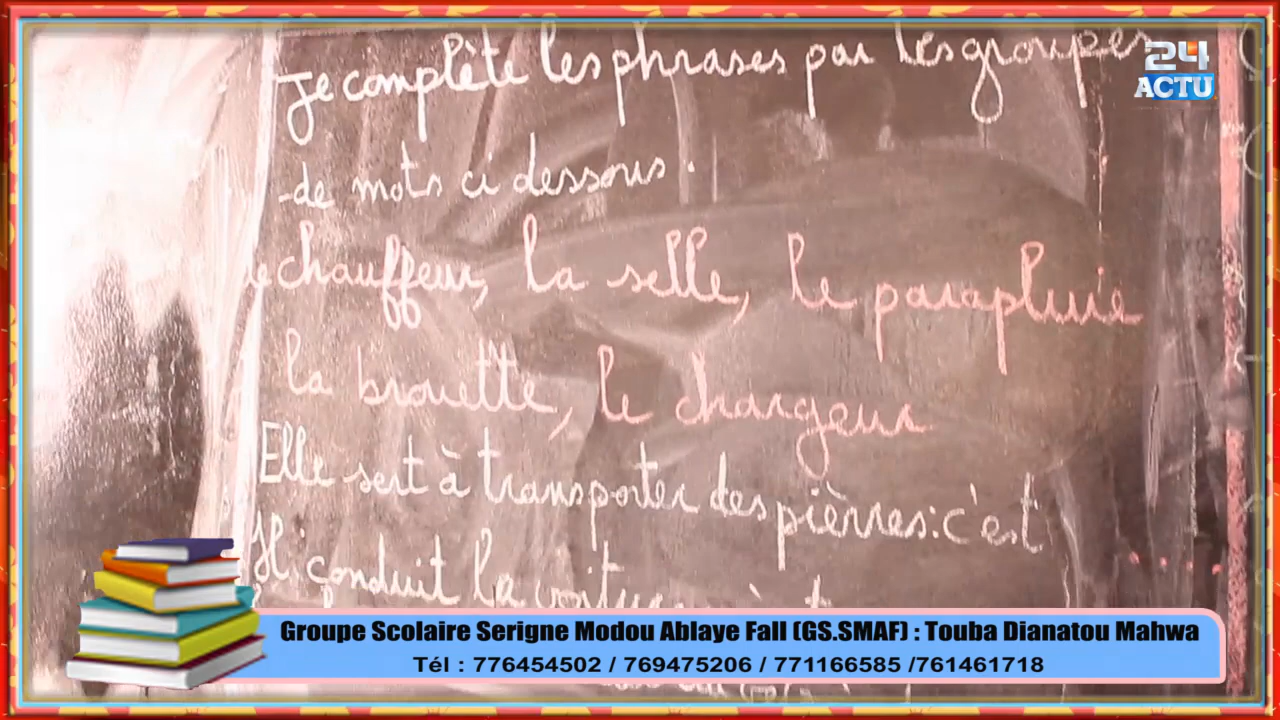 24
ACTU
Je complète les phrases par les groupes
de mots ci dessous.
le chauffeur, la selle, le parapluie
la brouette, le chargeur
Elle sert à transporter des pièrres: c'est
Il conduit la voiture
Groupe Scolaire Serigne Modou Ablaye Fall (GS.SMAF) : Touba Dianatou Mahwa
Tél : 776454502 / 769475206 / 771166585 /761461718